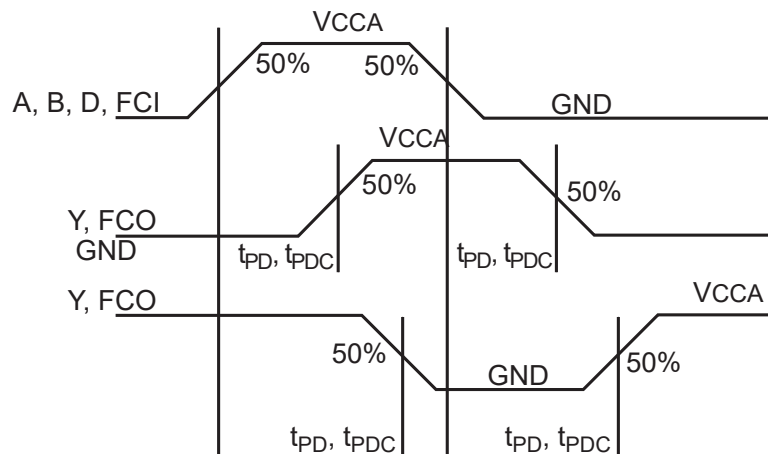 VCCA
50% 50%
A, B, D, FCI GND
VCCA
50% 50%
Y, FCO
GND
tPD, tPDC tPD, tPDC
Y, FCO VCCA
50% GND 50%
tPD, tPDC tPD, tPDC